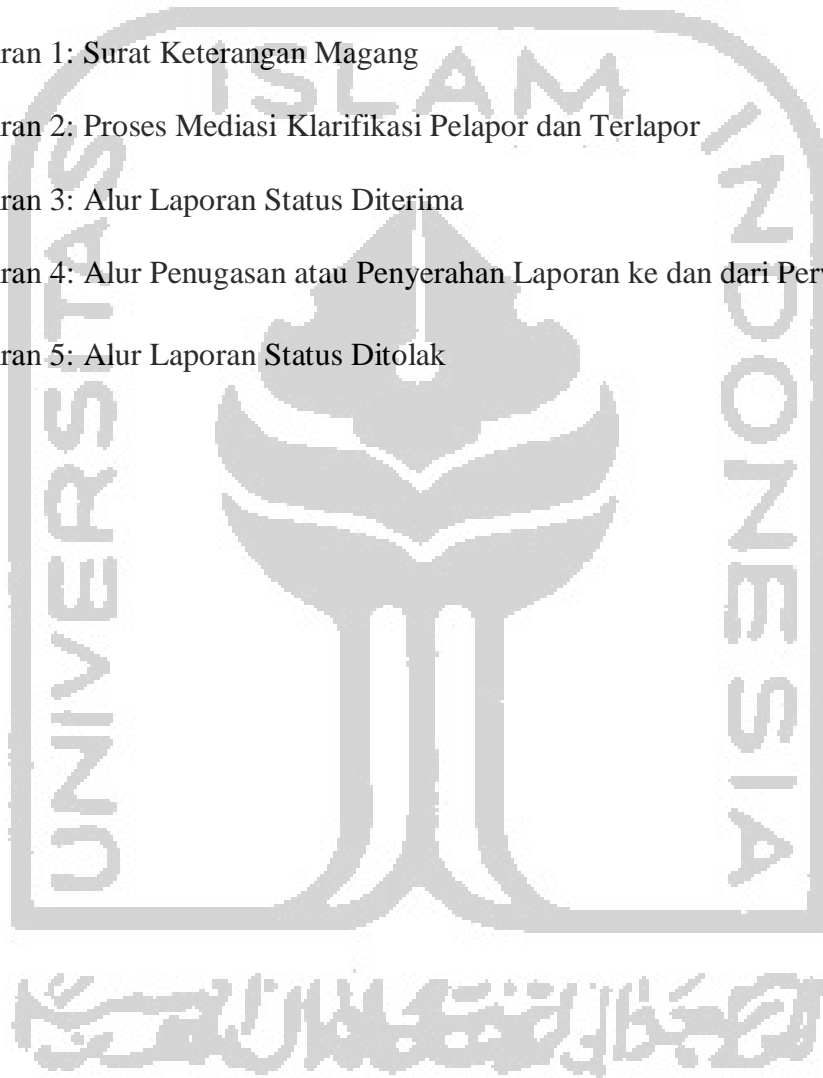 ran 1: Surat Keterangan Magang
ran 2: Proses Mediasi Klarifikasi Pelapor dan Terlapor
ran 3: Alur Laporan Status Diterima
ran 4: Alur Penugasan atau Penyerahan Laporan ke dan dari Perw
ran 5: Alur Laporan Status Ditolak
UNIVERSITAS
ISLAM
INDONESIA